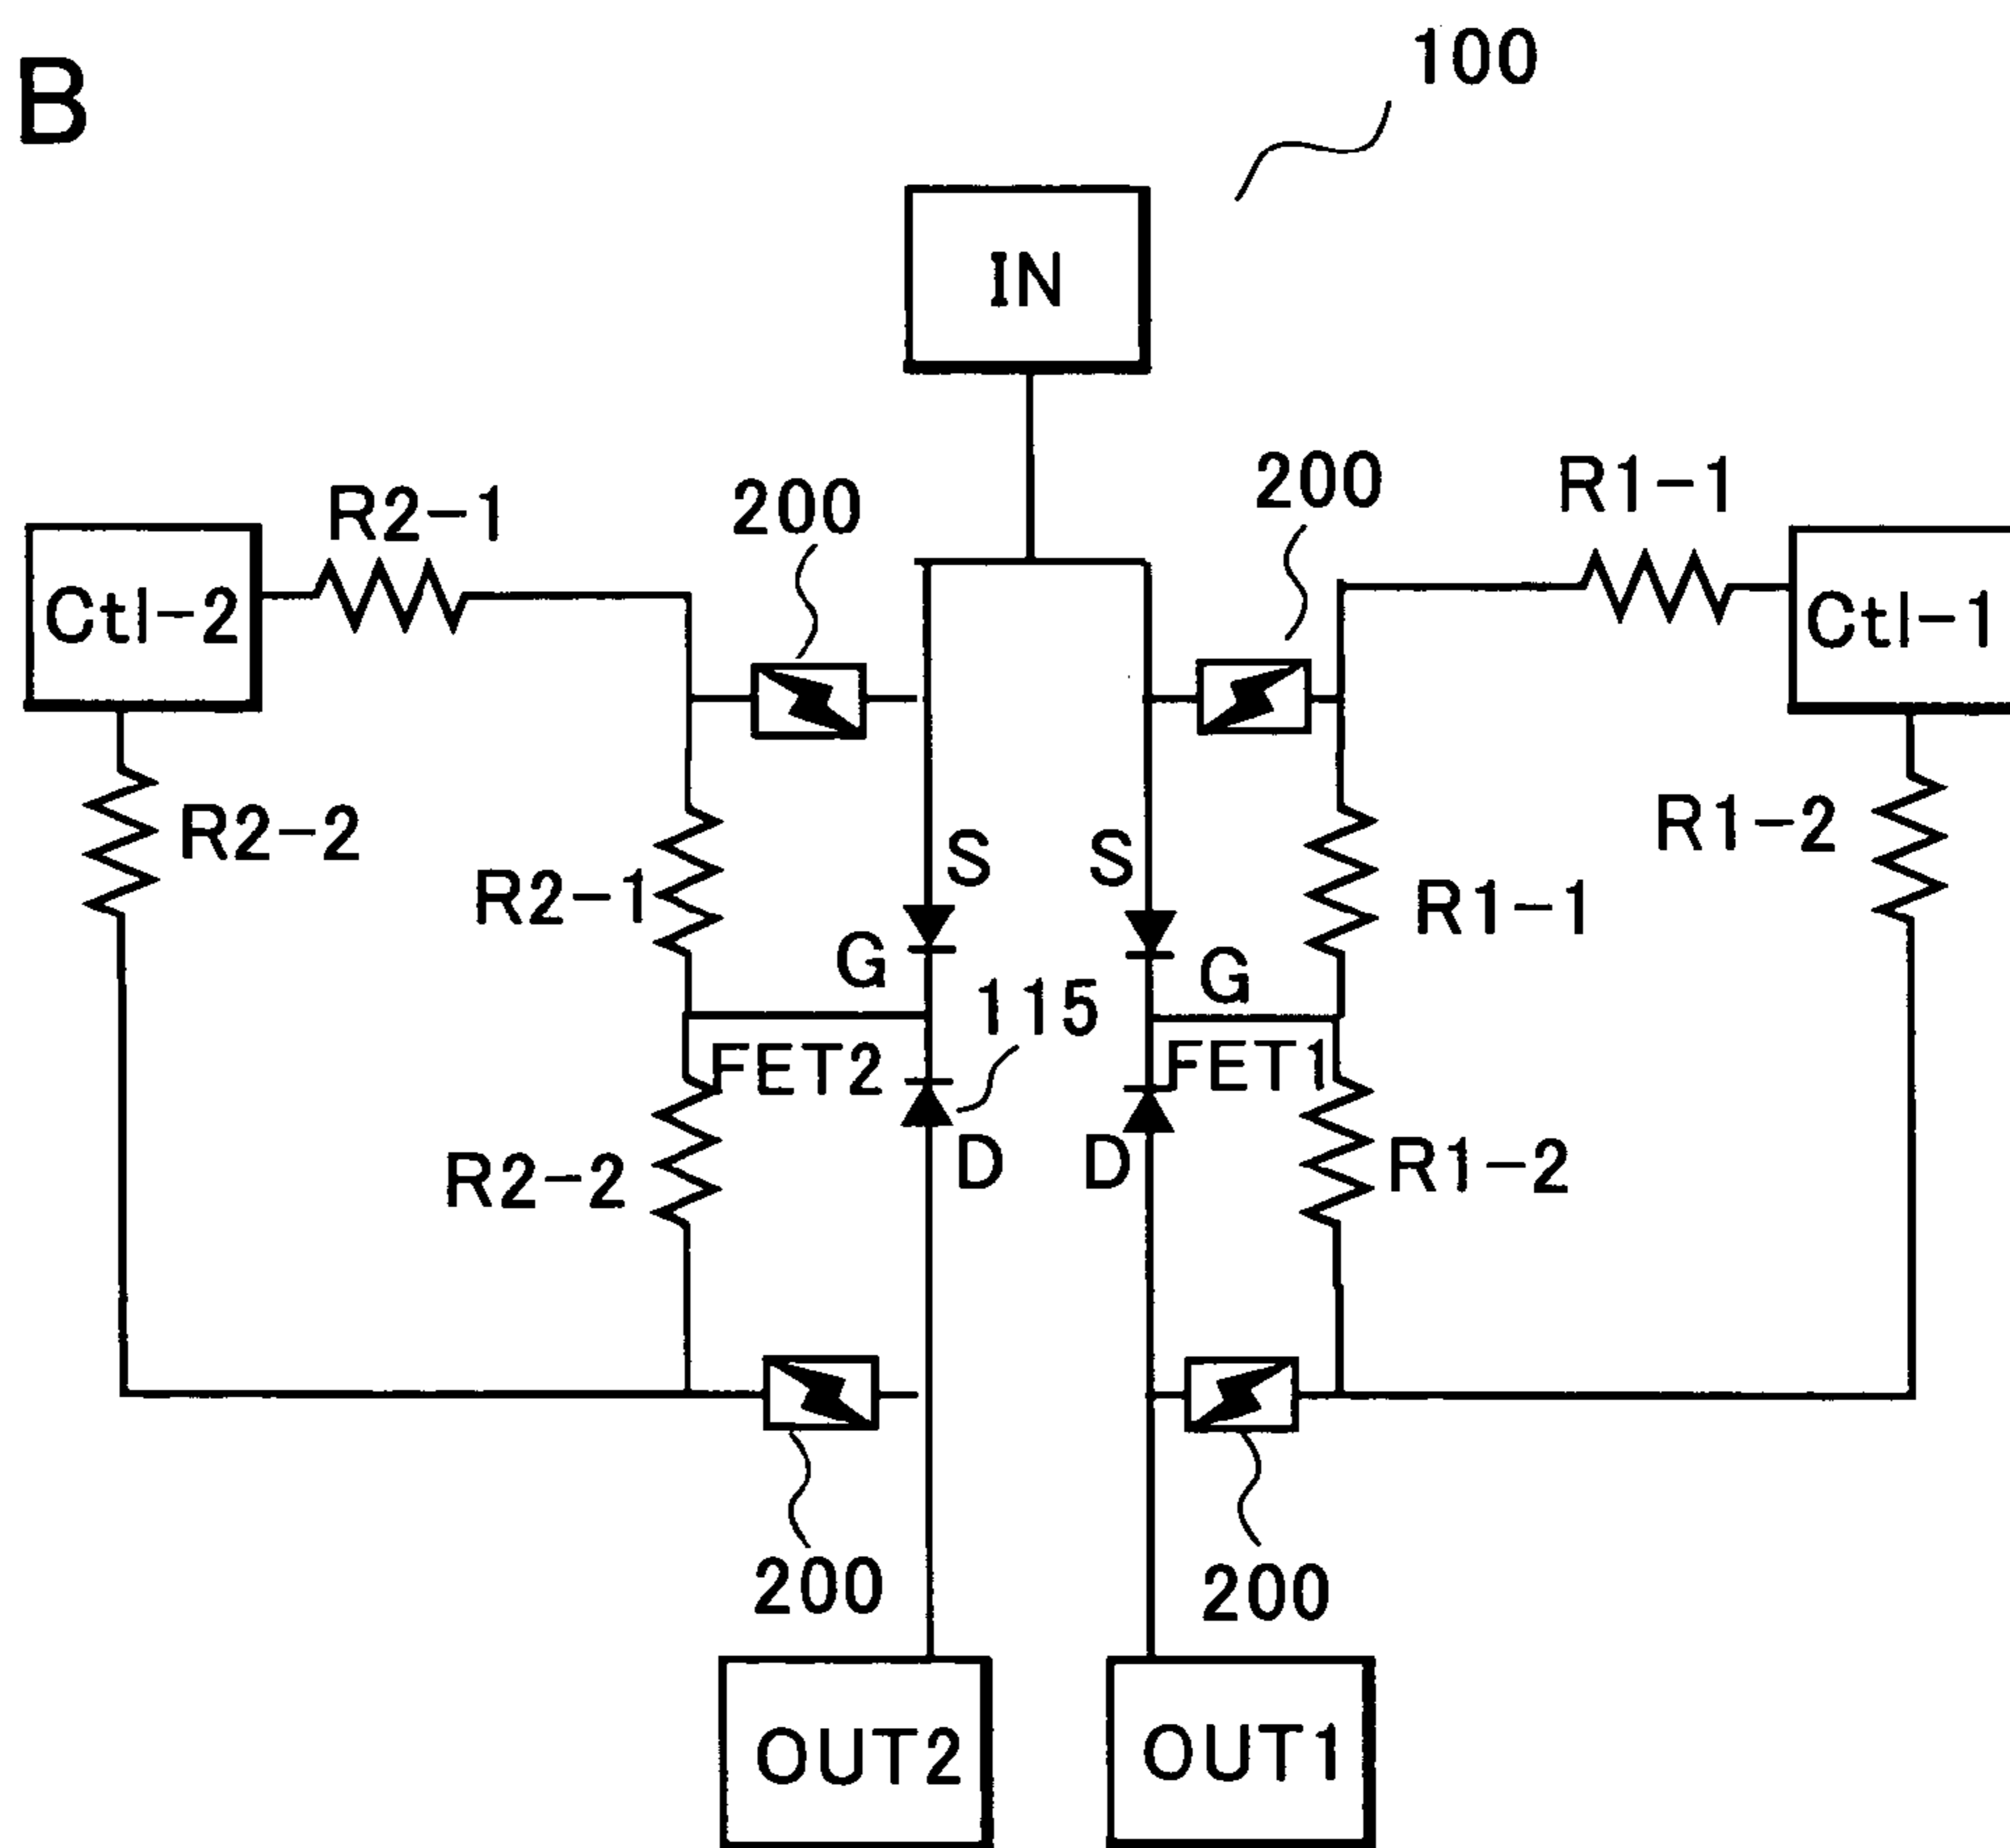 B
100
IN
R2-1
200
200
R1-1
Ctl-2
Ctl-1
R2-2
R2-1
S
S
R1-1
R1-2
G
G
115
FET2
FET1
R2-2
D
D
R1-2
200
200
OUT2
OUT1